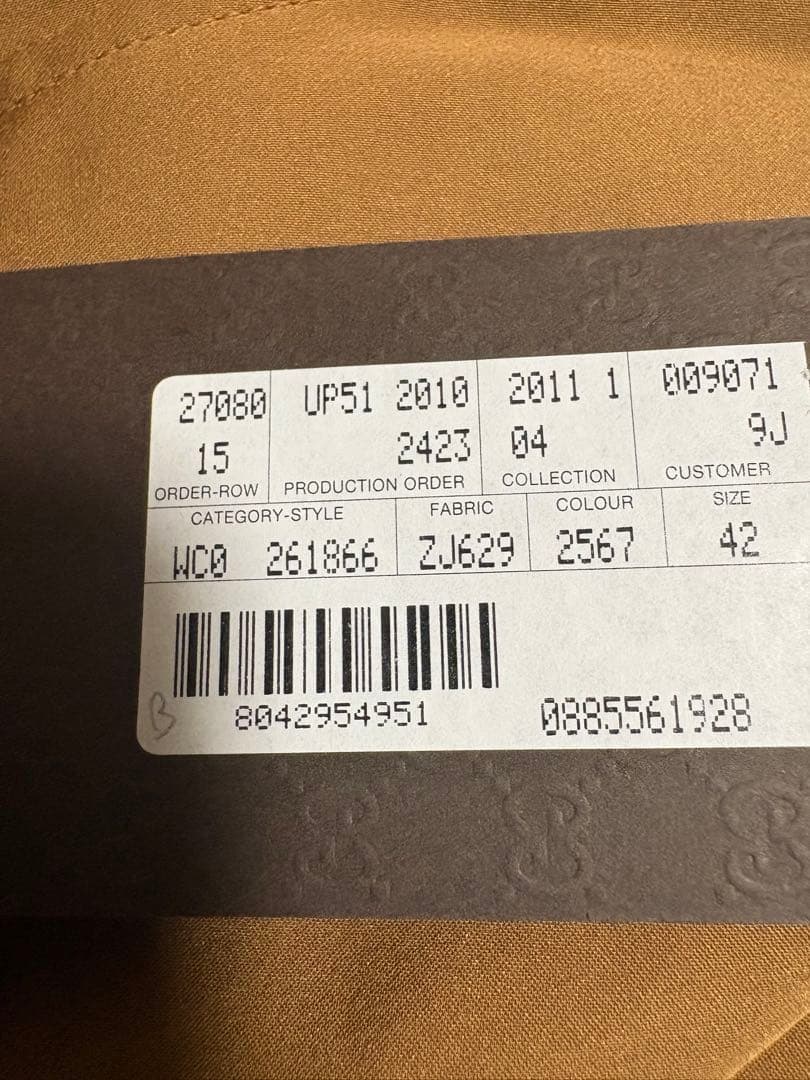 27080 UP51 2010 2011 1 009071
15 2423 04 9J
ORDER-ROW PRODUCTION ORDER COLLECTION CUSTOMER
CATEGORY-STYLE FABRIC COLOUR SIZE
WC0 261866 ZJ629 2567 42
B
8042954951 0885561928